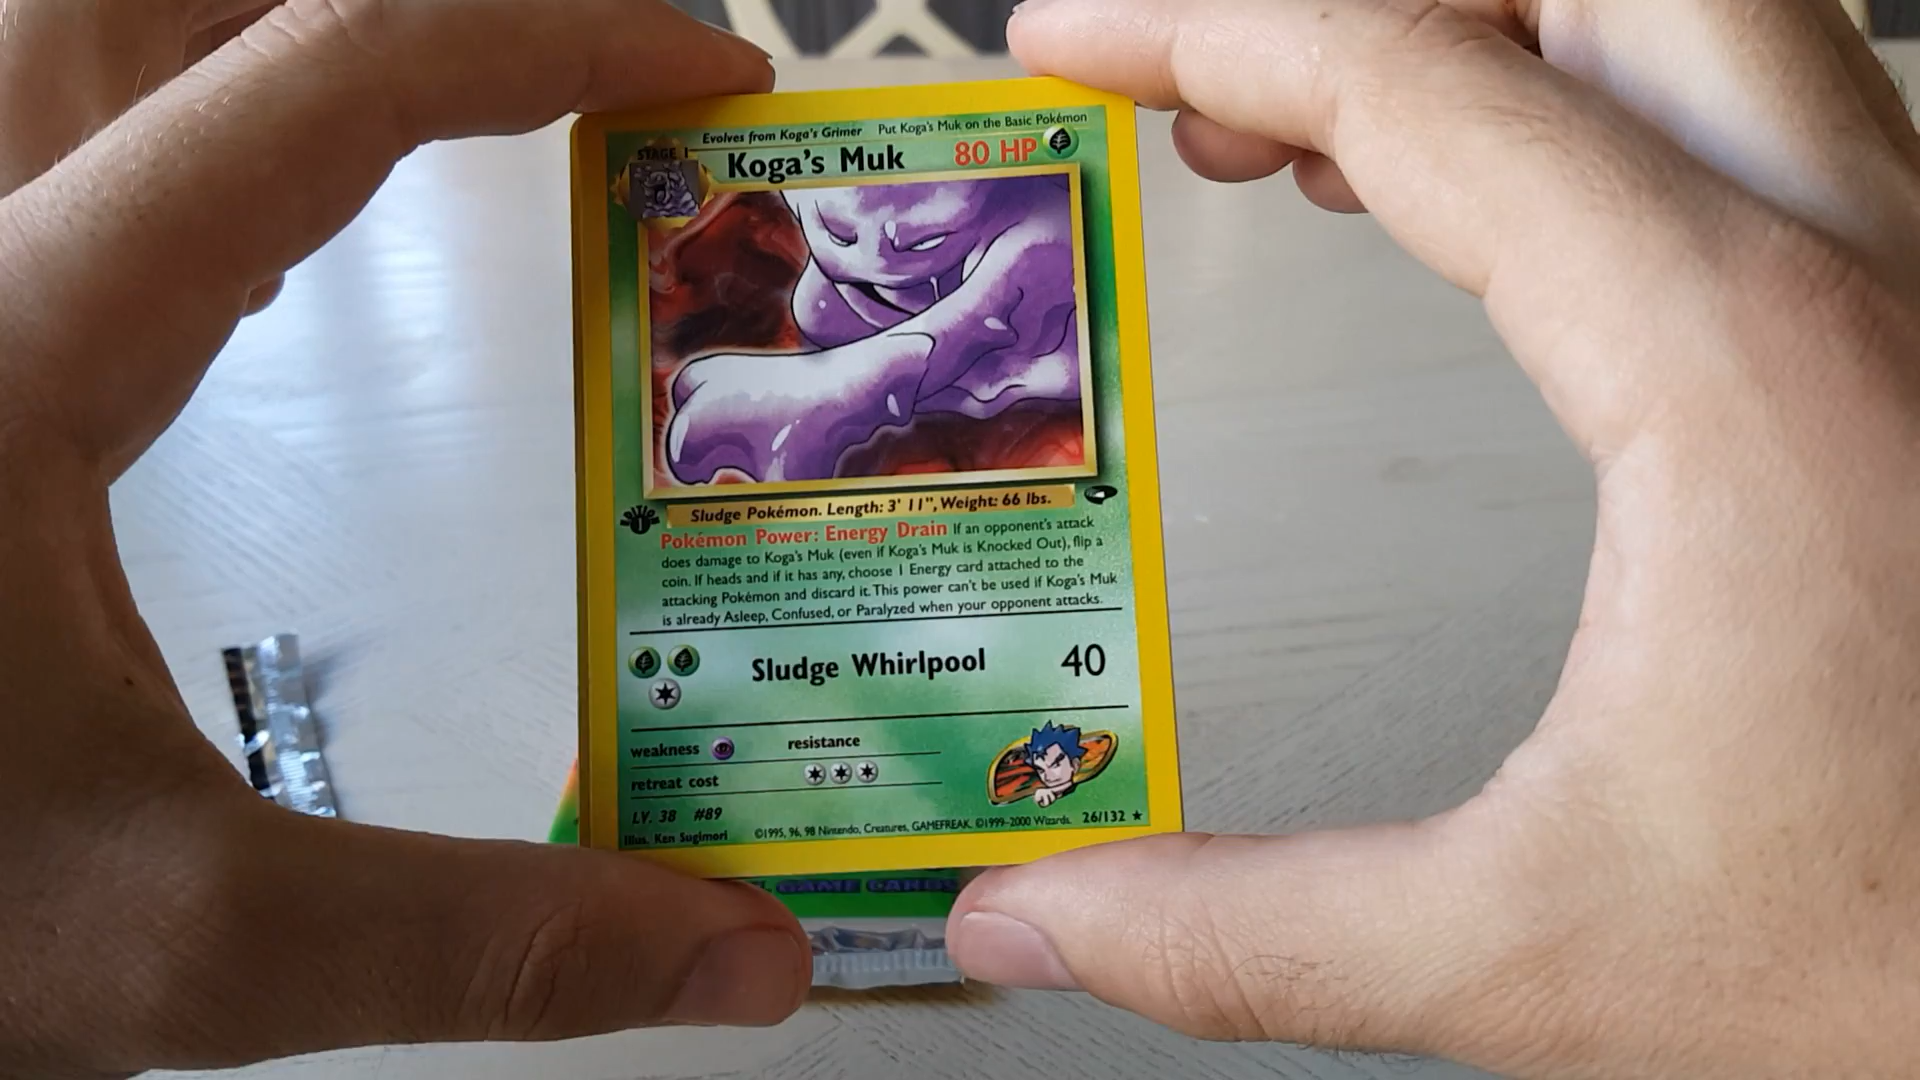 Evolves from Koga's Grimer Put Koga's Muk on the Basic Pokémon
STAGE 1
Koga's Muk 80 HP
Sludge Pokémon. Length: 3' 11", Weight: 66 lbs.
EDITION
1
Pokémon Power: Energy Drain If an opponent's attack
does damage to Koga's Muk (even if Koga's Muk is Knocked Out), flip a
coin. If heads and if it has any, choose 1 Energy card attached to the
attacking Pokémon and discard it. This power can't be used if Koga's Muk
is already Asleep, Confused, or Paralyzed when your opponent attacks.
Sludge Whirlpool 40
weakness resistance
retreat cost
LV. 38 #89
Illus. Ken Sugimori ©1995, 96, 98 Nintendo, Creatures, GAMEFREAK. ©1999-2000 Wizards. 26/132 ★
GAME CARDS